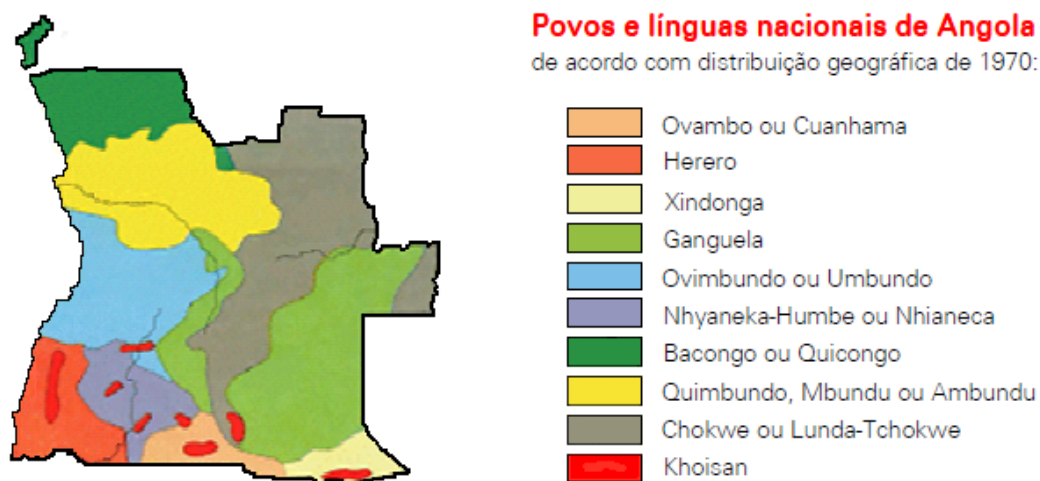 Povos e línguas nacionais de Angola
de acordo com distribuição geográfica de 1970:
Ovambo ou Cuanhama
Herero
Xindonga
Ganguela
Ovimbundo ou Umbundo
Nhyaneka-Humbe ou Nhianeca
Bacongo ou Quicongo
Quimbundo, Mbundu ou Ambundu
Chokwe ou Lunda-Tchokwe
Khoisan